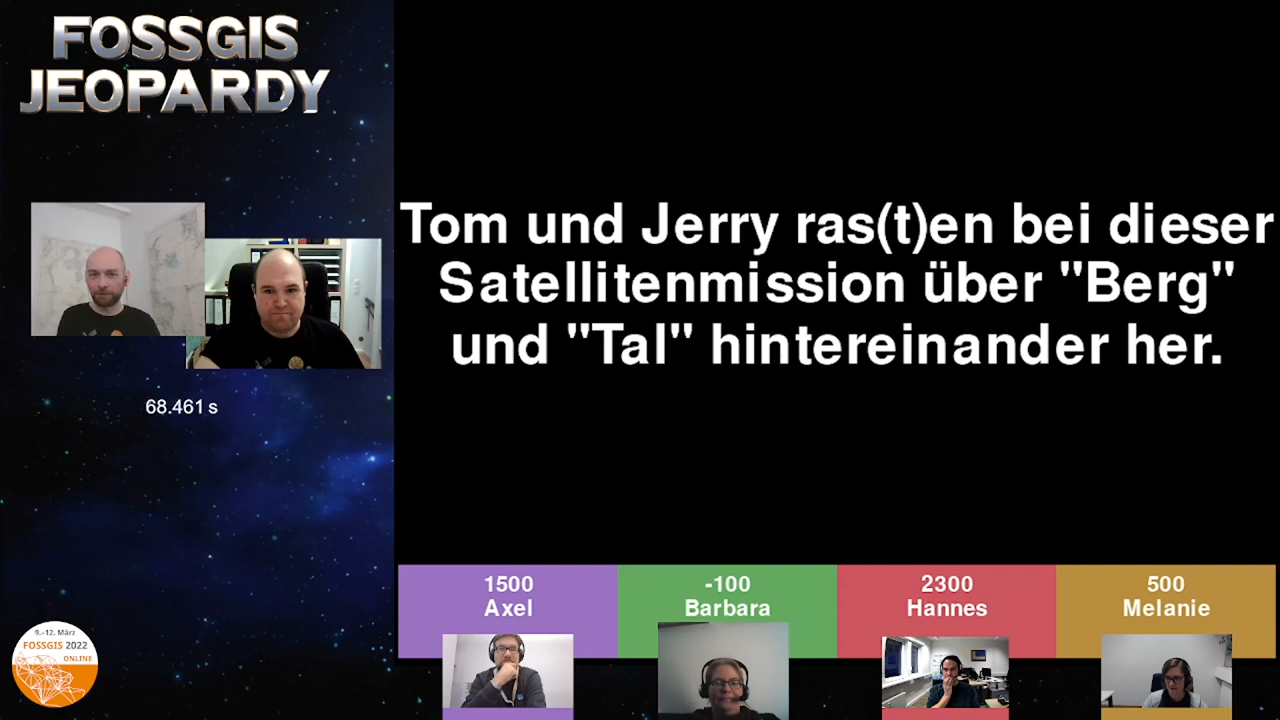 FOSSGIS
JEOPARDY
Tom und Jerry ras(t)en bei dieser
Satellitenmission über "Berg"
und "Tal" hintereinander her.
68.461 s
1500
Axel
-100
Barbara
2300
Hannes
500
Melanie
9.–12. März
FOSSGIS 2022
ONLINE